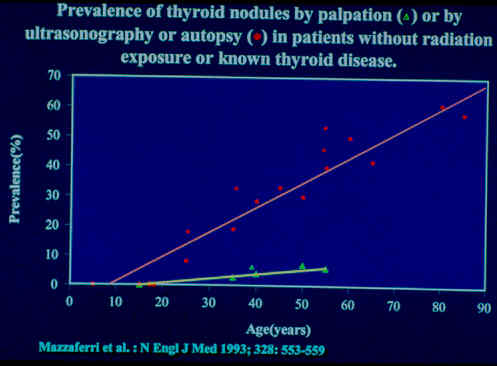 Prevalence of thyroid nodules by palpation (▲) or by
ultrasonography or autopsy (●) in patients without radiation
exposure or known thyroid disease.
70
60
50
40
30
20
10
0
Prevalence(%)
0 10 20 30 40 50 60 70 80 90
Age(years)
Mazzaferri et al. : N Engl J Med 1993; 328: 553-559